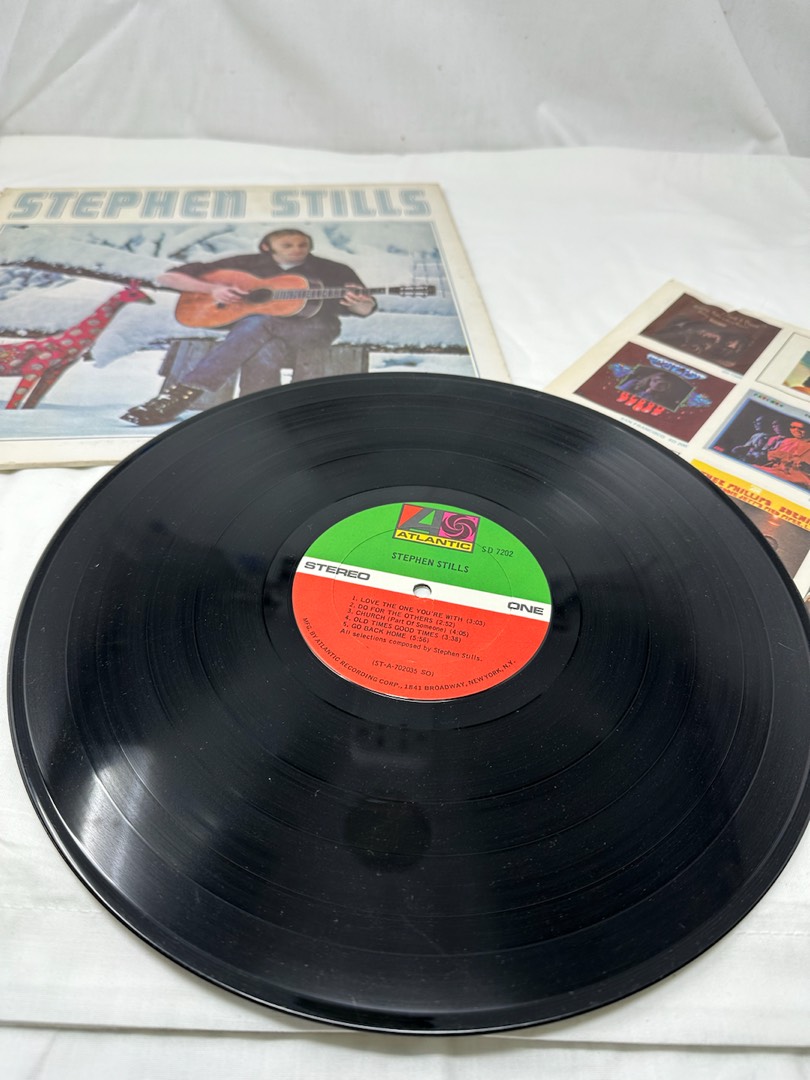 STEPHEN STILLS
ATLANTIC
SD 7202
STEPHEN STILLS
STEREO
ONE
1. LOVE THE ONE YOU'RE WITH (3:03)
2. DO FOR THE OTHERS (2:52)
3. CHURCH (Part Of Someone) (4:05)
4. OLD TIMES GOOD TIMES (3:38)
5. GO BACK HOME (5:56)
All selections composed by Stephen Stills.
(ST-A-702035 SO)
MFG. BY ATLANTIC RECORDING CORP., 1841 BROADWAY, NEW YORK, N.Y.
PHILLIPS